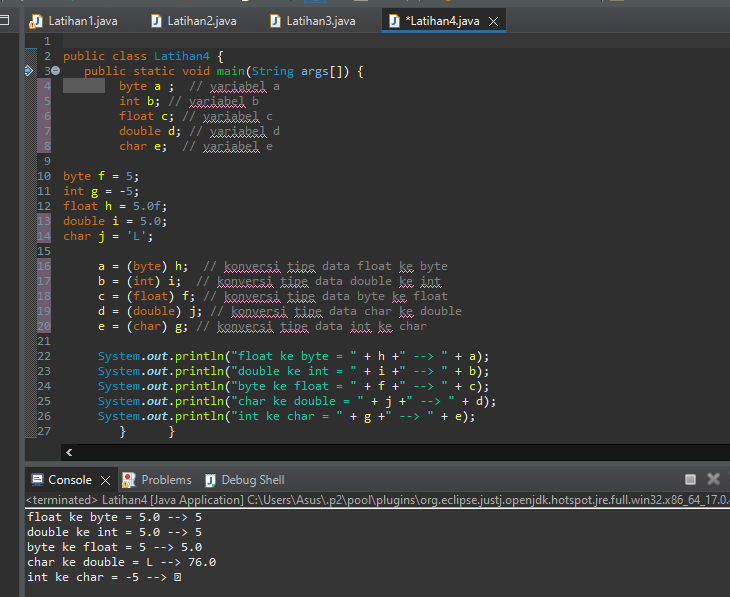 Latihan1.java Latihan2.java Latihan3.java *Latihan4.java
1
2 public class Latihan4 {
3 public static void main(String args[]) {
4 byte a ; // variabel a
5 int b; // variabel b
6 float c; // variabel c
7 double d; // variabel d
8 char e; // variabel e
9
10 byte f = 5;
11 int g = -5;
12 float h = 5.0f;
13 double i = 5.0;
14 char j = 'L';
15
16 a = (byte) h; // konversi tipe data float ke byte
17 b = (int) i; // konversi tipe data double ke int
18 c = (float) f; // konversi tipe data byte ke float
19 d = (double) j; // konversi tipe data char ke double
20 e = (char) g; // konversi tipe data int ke char
21
22 System.out.println("float ke byte = " + h +" --> " + a);
23 System.out.println("double ke int = " + i +" --> " + b);
24 System.out.println("byte ke float = " + f +" --> " + c);
25 System.out.println("char ke double = " + j +" --> " + d);
26 System.out.println("int ke char = " + g +" --> " + e);
27 } }
Console Problems Debug Shell
<terminated> Latihan4 [Java Application] C:\Users\Asus\.p2\pool\plugins\org.eclipse.justj.openjdk.hotspot.jre.full.win32.x86_64_17.0.
float ke byte = 5.0 --> 5
double ke int = 5.0 --> 5
byte ke float = 5 --> 5.0
char ke double = L --> 76.0
int ke char = -5 -->